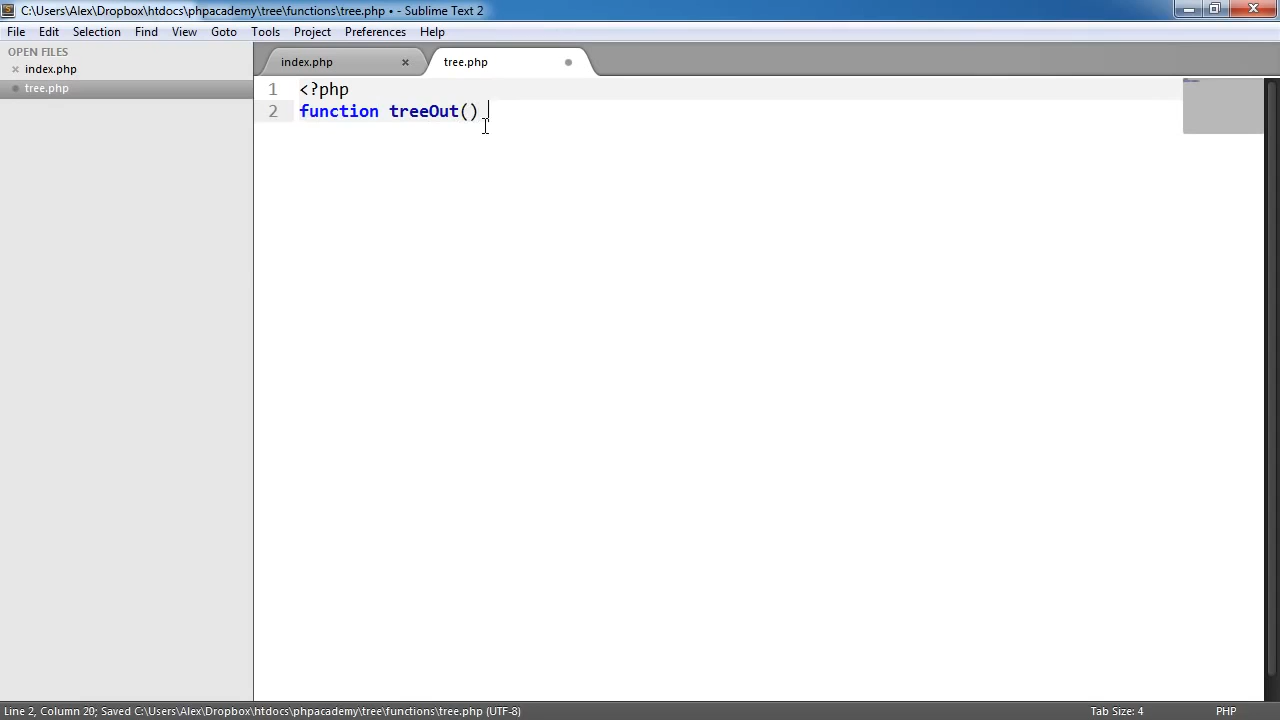 C:\Users\Alex\Dropbox\htdocs\phpacademy\tree\functions\tree.php • - Sublime Text 2
File Edit Selection Find View Goto Tools Project Preferences Help
OPEN FILES
index.php
tree.php
index.php tree.php
1 <?php
2 function treeOut()
Line 2, Column 20; Saved C:\Users\Alex\Dropbox\htdocs\phpacademy\tree\functions\tree.php (UTF-8) Tab Size: 4 PHP